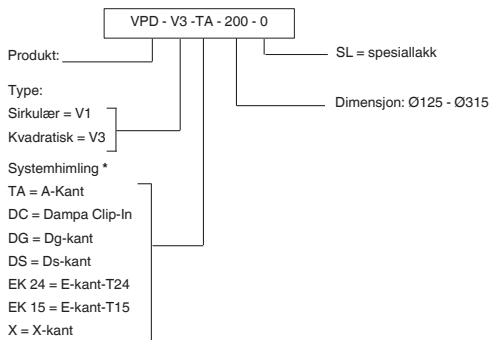 VPD - V3 -TA - 200 - 0
Produkt:
SL = spesiallakk
Type:
Sirkulær = V1
Kvadratisk = V3
Dimensjon: Ø125 - Ø315
Systemhimling *
TA = A-Kant
DC = Dampa Clip-In
DG = Dg-kant
DS = Ds-kant
EK 24 = E-kant-T24
EK 15 = E-kant-T15
X = X-kant